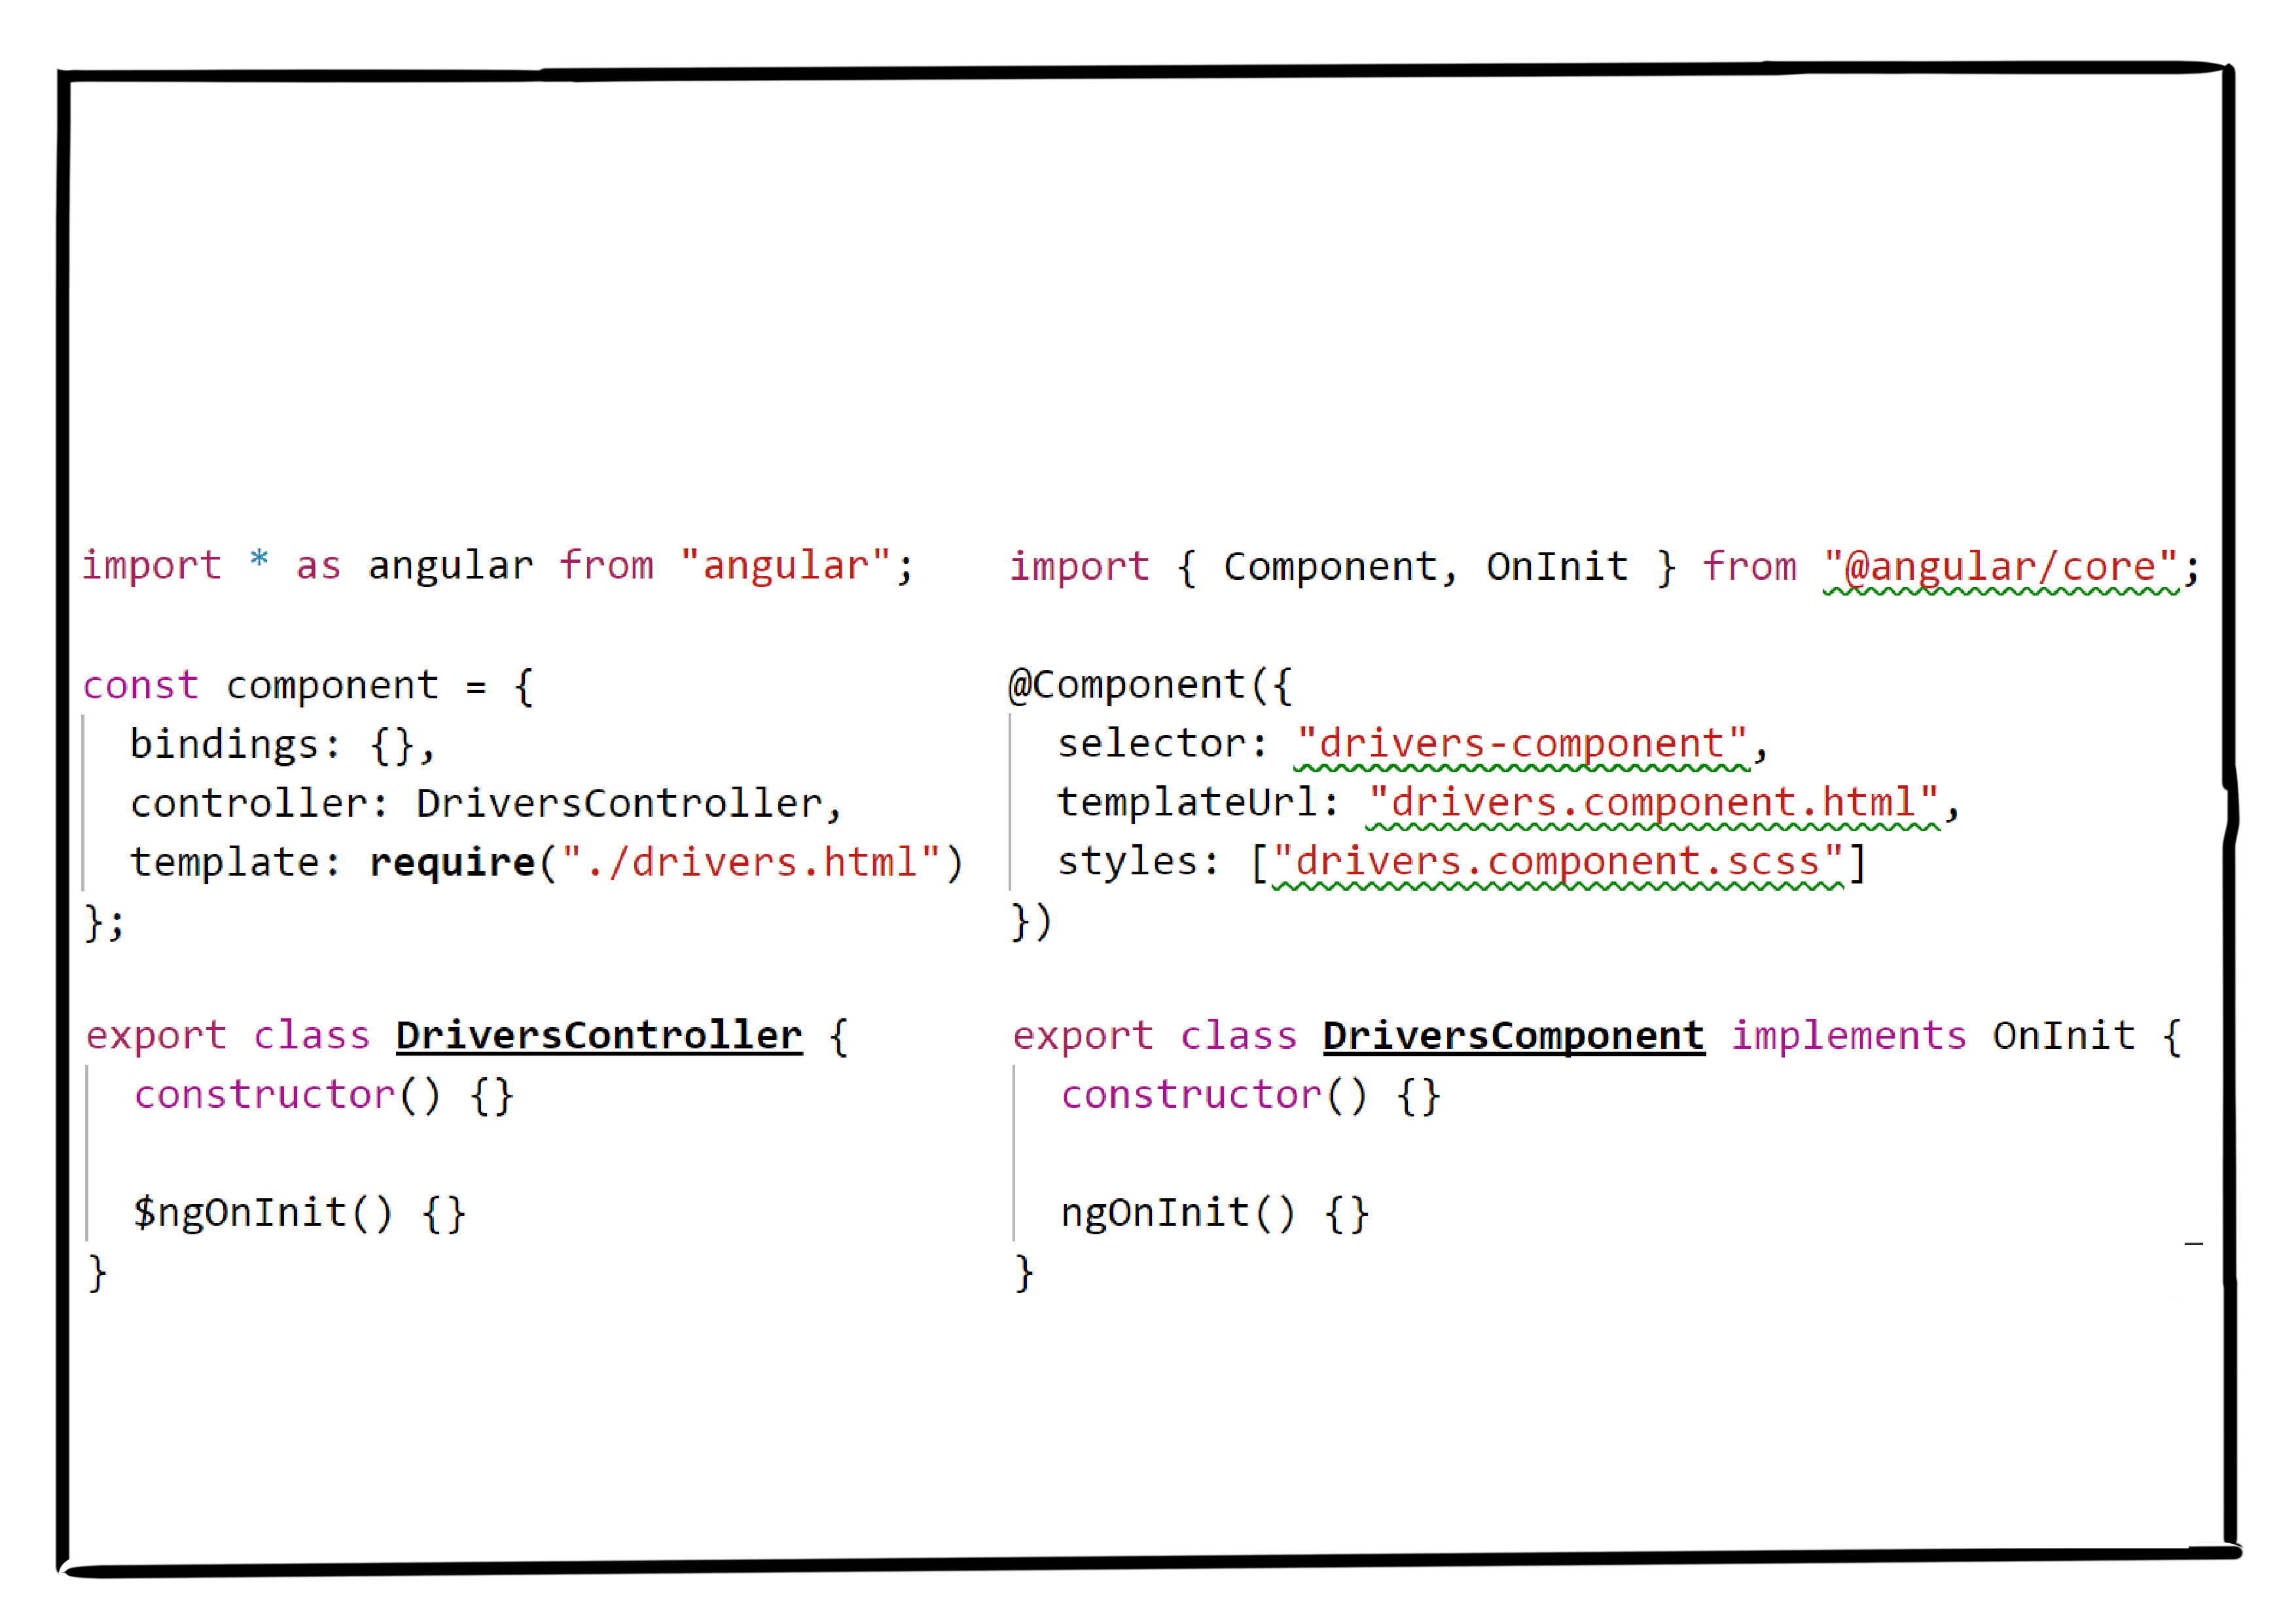 import * as angular from "angular";
const component = {
bindings: {},
controller: DriversController,
template: require("./drivers.html")
};
export class DriversController {
constructor() {}
$ngOnInit() {}
}
import { Component, OnInit } from "@angular/core";
@Component({
selector: "drivers-component",
templateUrl: "drivers.component.html",
styles: ["drivers.component.scss"]
})
export class DriversComponent implements OnInit {
constructor() {}
ngOnInit() {}
}